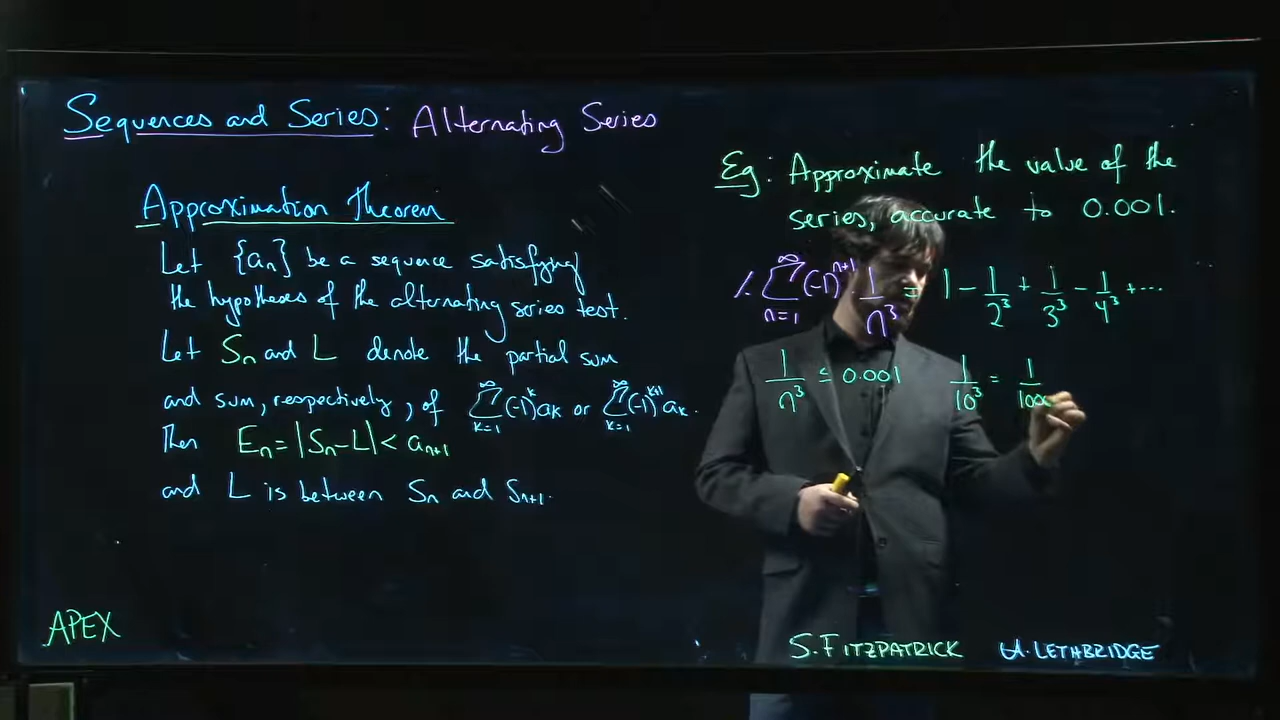 Sequences and Series: Alternating Series
Approximation Theorem
Let {aₙ} be a sequence satisfying
the hypotheses of the alternating series test.
Let Sₙ and L denote the partial sum
and sum, respectively, of ∑_{k=1}^{∞} (-1)^k aₖ or ∑_{k=1}^{∞} (-1)^{k+1} aₖ.
Then Eₙ = |Sₙ - L| < aₙ₊₁
and L is between Sₙ and Sₙ₊₁.
APEX
Eg: Approximate the value of the
series, accurate to 0.001.
1. ∑_{n=1}^{∞} (-1)^{n+1} 1/n³ = 1 - 1/2³ + 1/3³ - 1/4³ + ...
1/n³ ≤ 0.001 1/10³ = 1/100
S. FITZPATRICK U. LETHBRIDGE